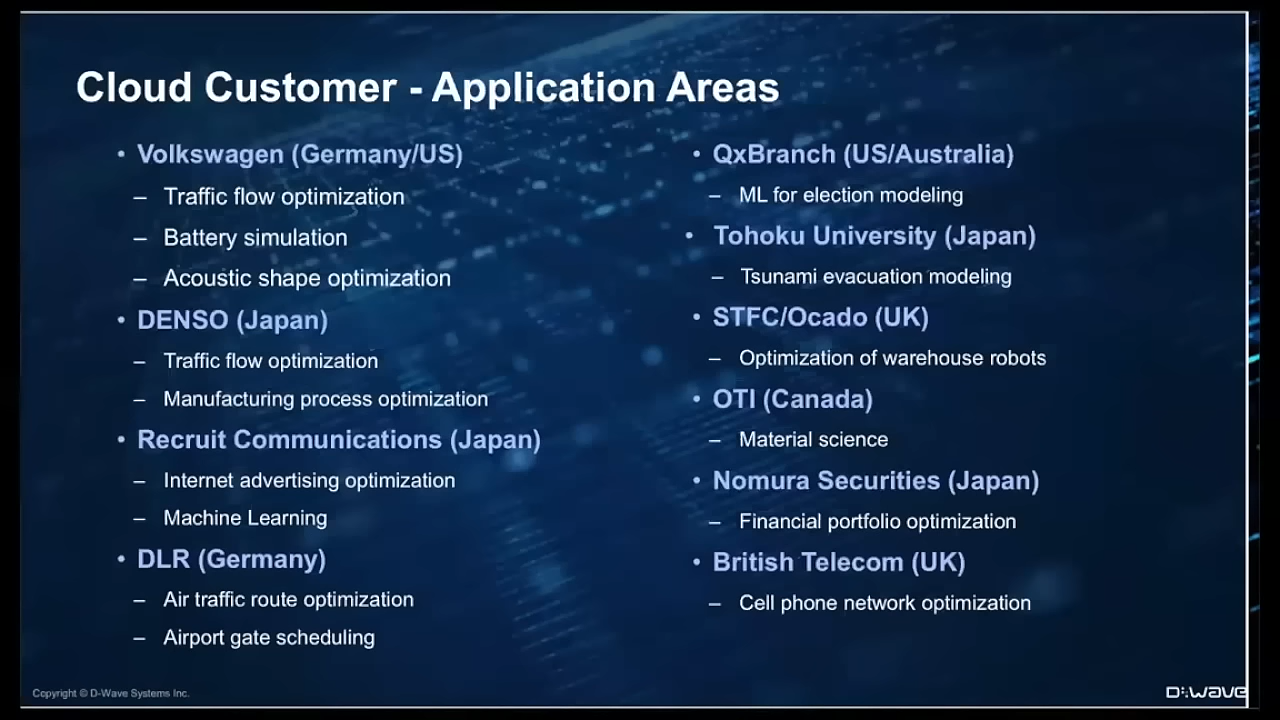 Cloud Customer - Application Areas
• Volkswagen (Germany/US)
– Traffic flow optimization
– Battery simulation
– Acoustic shape optimization
• DENSO (Japan)
– Traffic flow optimization
– Manufacturing process optimization
• Recruit Communications (Japan)
– Internet advertising optimization
– Machine Learning
• DLR (Germany)
– Air traffic route optimization
– Airport gate scheduling
• QxBranch (US/Australia)
– ML for election modeling
• Tohoku University (Japan)
– Tsunami evacuation modeling
• STFC/Ocado (UK)
– Optimization of warehouse robots
• OTI (Canada)
– Material science
• Nomura Securities (Japan)
– Financial portfolio optimization
• British Telecom (UK)
– Cell phone network optimization
Copyright © D-Wave Systems Inc.
D:WAVE